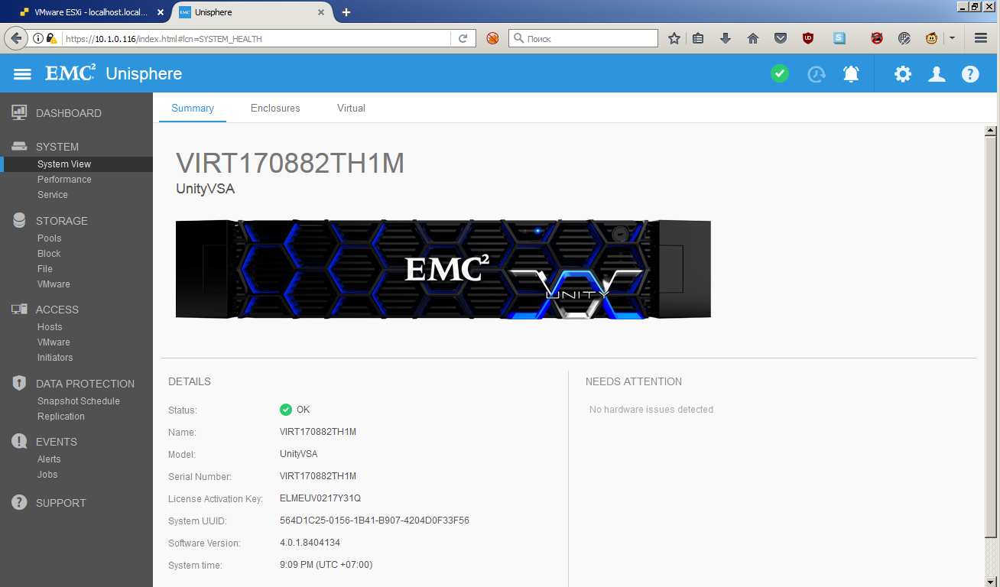 VMware ESXi - localhost.local...
Unisphere
https://10.1.0.116/index.html#lcn=SYSTEM_HEALTH
Поиск
EMC² Unisphere
DASHBOARD
SYSTEM
System View
Performance
Service
STORAGE
Pools
Block
File
VMware
ACCESS
Hosts
VMware
Initiators
DATA PROTECTION
Snapshot Schedule
Replication
EVENTS
Alerts
Jobs
SUPPORT
Summary Enclosures Virtual
VIRT170882TH1M
UnityVSA
EMC²
UNITY
DETAILS
Status: OK
Name: VIRT170882TH1M
Model: UnityVSA
Serial Number: VIRT170882TH1M
License Activation Key: ELMEUV0217Y31Q
System UUID: 564D1C25-0156-1B41-B907-4204D0F33F56
Software Version: 4.0.1.8404134
System time: 9:09 PM (UTC +07:00)
NEEDS ATTENTION
No hardware issues detected